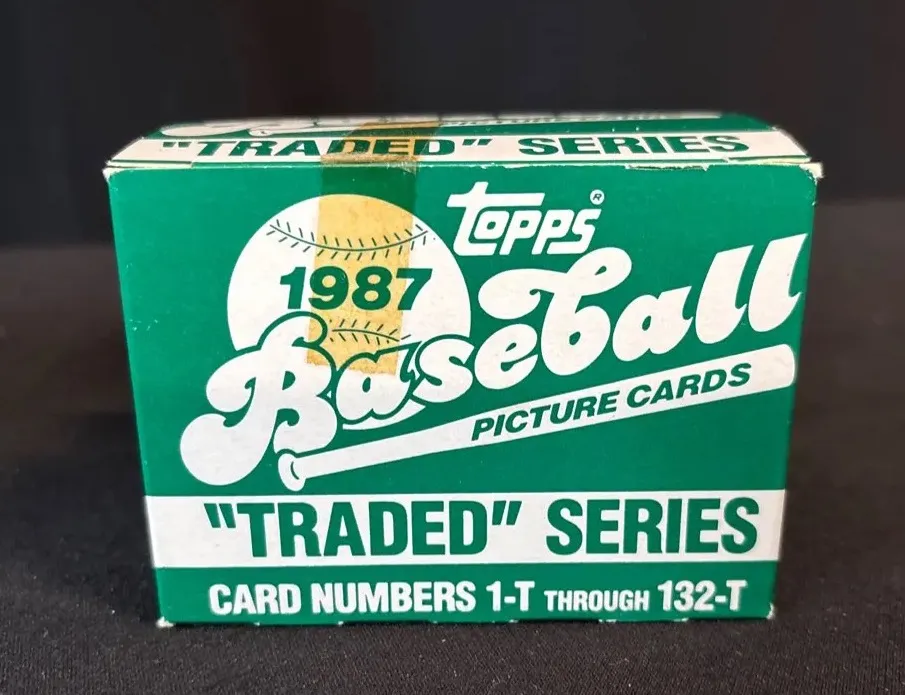 "TRADED" SERIES
TOPPS®
1987
Baseball
PICTURE CARDS
"TRADED" SERIES
CARD NUMBERS 1-T THROUGH 132-T